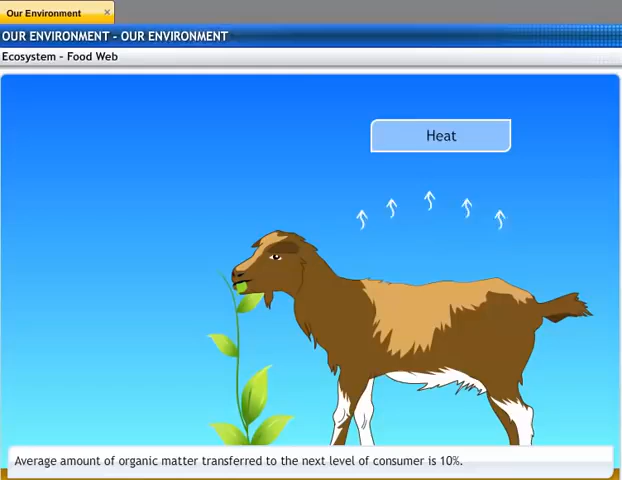 Our Environment
OUR ENVIRONMENT - OUR ENVIRONMENT
Ecosystem - Food Web
Heat
Average amount of organic matter transferred to the next level of consumer is 10%.